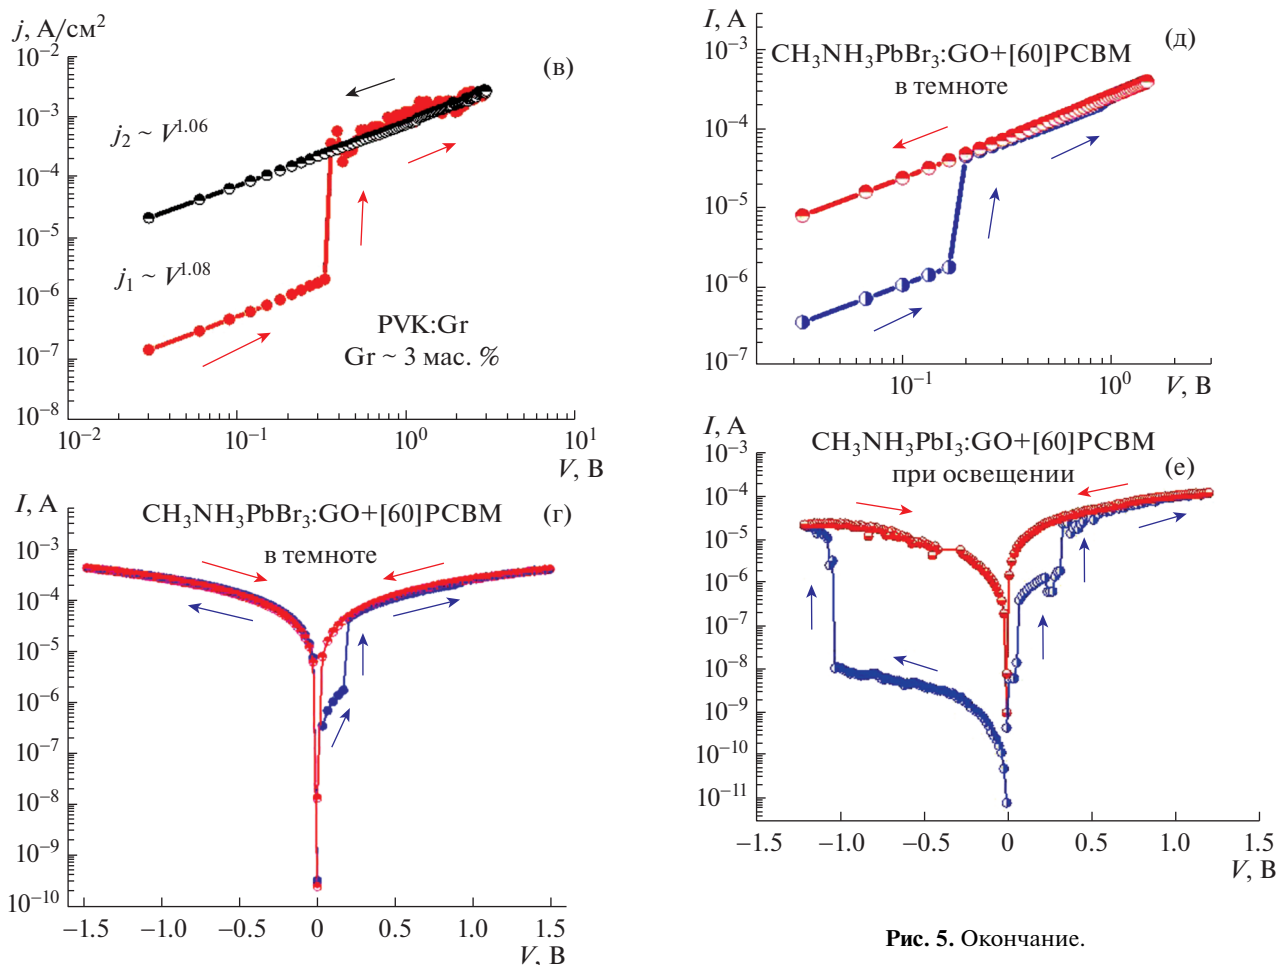 j, А/см²
(в)
10⁻²
10⁻³
10⁻⁴
10⁻⁵
10⁻⁶
10⁻⁷
10⁻⁸
j₂ ~ V¹·⁰⁶
j₁ ~ V¹·⁰⁸
PVK:Gr
Gr ~ 3 мас. %
10⁻² 10⁻¹ 10⁰ 10¹
V, В
I, А
(д)
10⁻³
10⁻⁴
10⁻⁵
10⁻⁶
10⁻⁷
CH₃NH₃PbBr₃:GO+[60]PCBM
в темноте
10⁻¹ 10⁰
V, В
I, А
(г)
CH₃NH₃PbBr₃:GO+[60]PCBM
в темноте
10⁻³
10⁻⁴
10⁻⁵
10⁻⁶
10⁻⁷
10⁻⁸
10⁻⁹
10⁻¹⁰
−1.5 −1.0 −0.5 0 0.5 1.0 1.5
V, В
I, А
(е)
CH₃NH₃PbI₃:GO+[60]PCBM
при освещении
10⁻³
10⁻⁴
10⁻⁵
10⁻⁶
10⁻⁷
10⁻⁸
10⁻⁹
10⁻¹⁰
10⁻¹¹
−1.5 −1.0 −0.5 0 0.5 1.0 1.5
V, В
Рис. 5. Окончание.